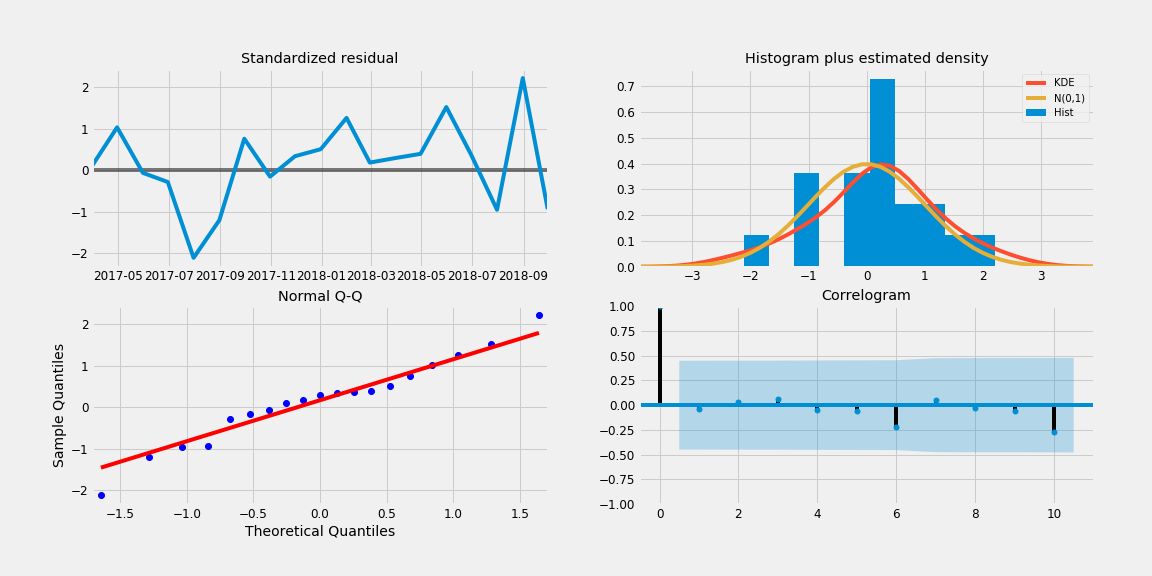 Standardized residual
2
1
0
−1
−2
2017-05 2017-07 2017-09 2017-11 2018-01 2018-03 2018-05 2018-07 2018-09
Histogram plus estimated density
0.7
0.6
0.5
0.4
0.3
0.2
0.1
0.0
KDE
N(0,1)
Hist
−3 −2 −1 0 1 2 3
Normal Q-Q
Sample Quantiles
2
1
0
−1
−2
−1.5 −1.0 −0.5 0.0 0.5 1.0 1.5
Theoretical Quantiles
Correlogram
1.00
0.75
0.50
0.25
0.00
−0.25
−0.50
−0.75
−1.00
0 2 4 6 8 10